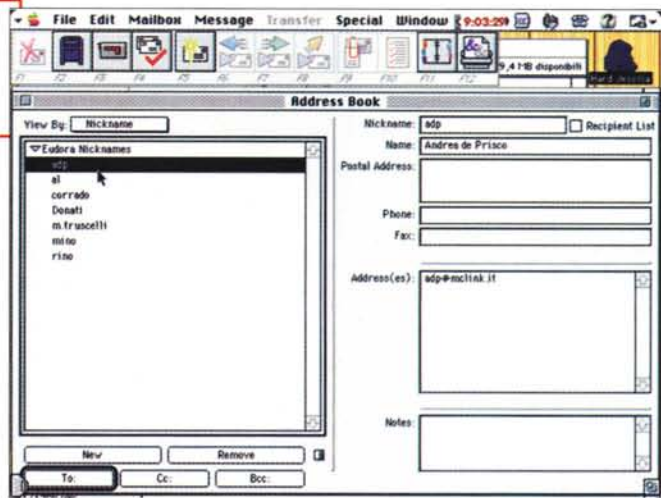 File Edit Mailbox Message Transfer Special Window 9:03:29
F1 F2 F3 F4 F5 F6 F7 F8 F9 F10 F11 F12
9,4 MB disponibili
Address Book
View By: Nickname
Eudora Nicknames
adp
al
corrado
Donati
m.truscelli
mino
rino
New Remove
To: Cc: Bcc:
Nickname: adp Recipient List
Name: Andrea de Prisco
Postal Address:
Phone:
Fax:
Address(es): adp@mclink.it
Notes: